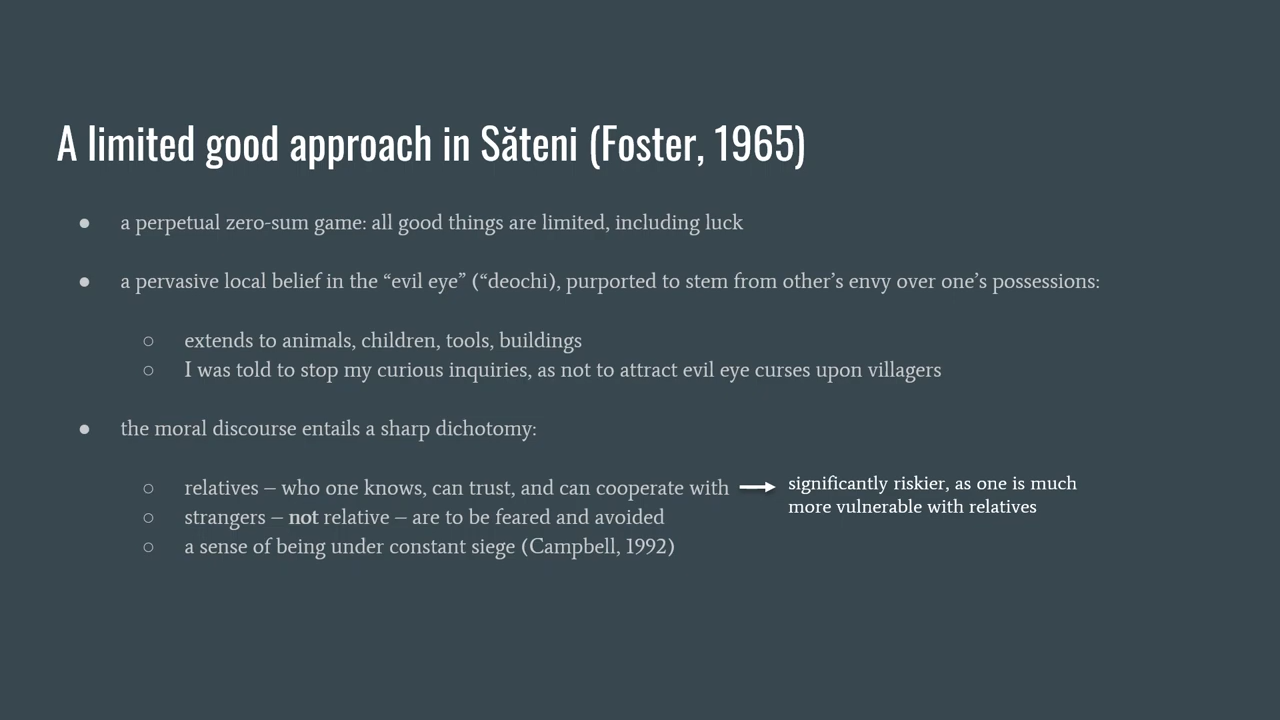 A limited good approach in Săteni (Foster, 1965)
● a perpetual zero-sum game: all good things are limited, including luck
● a pervasive local belief in the “evil eye” (“deochi), purported to stem from other’s envy over one’s possessions:
○ extends to animals, children, tools, buildings
○ I was told to stop my curious inquiries, as not to attract evil eye curses upon villagers
● the moral discourse entails a sharp dichotomy:
○ relatives – who one knows, can trust, and can cooperate with
significantly riskier, as one is much
more vulnerable with relatives
○ strangers – not relative – are to be feared and avoided
○ a sense of being under constant siege (Campbell, 1992)